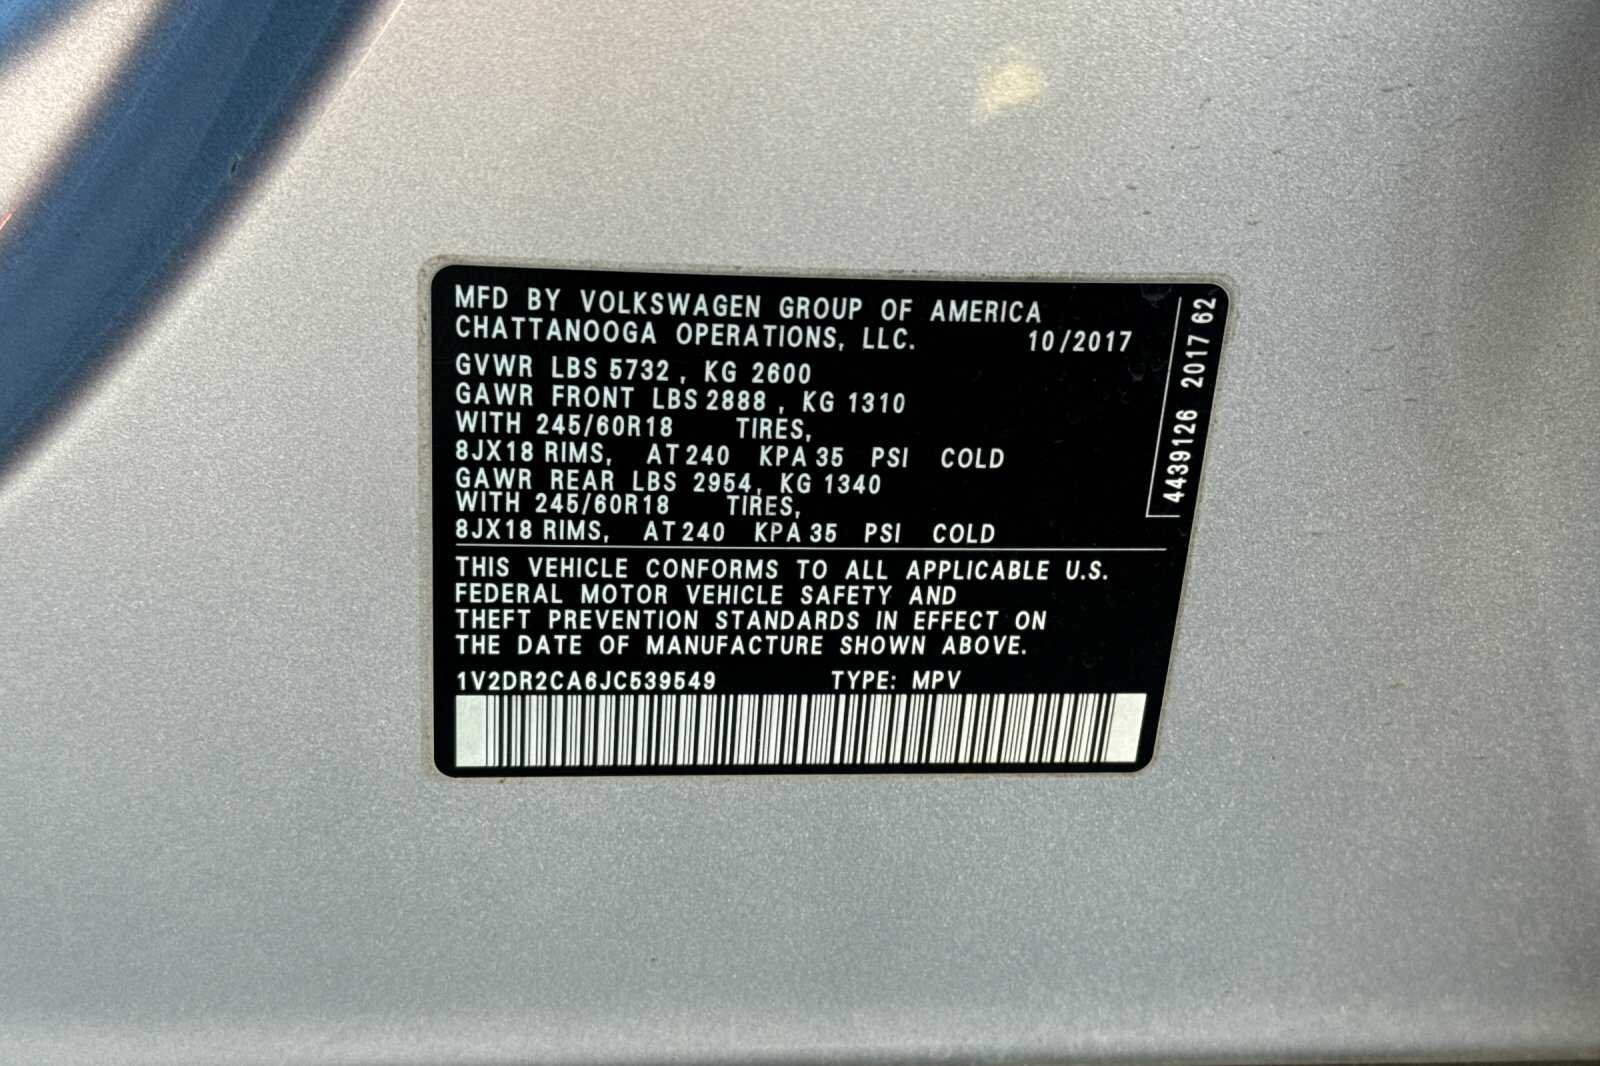 MFD BY VOLKSWAGEN GROUP OF AMERICA
CHATTANOOGA OPERATIONS, LLC. 10/2017
GVWR LBS 5732, KG 2600
GAWR FRONT LBS 2888, KG 1310
WITH 245/60R18 TIRES,
8JX18 RIMS, AT 240 KPA 35 PSI COLD
GAWR REAR LBS 2954, KG 1340
WITH 245/60R18 TIRES,
8JX18 RIMS, AT 240 KPA 35 PSI COLD
THIS VEHICLE CONFORMS TO ALL APPLICABLE U.S.
FEDERAL MOTOR VEHICLE SAFETY AND
THEFT PREVENTION STANDARDS IN EFFECT ON
THE DATE OF MANUFACTURE SHOWN ABOVE.
1V2DR2CA6JC539549 TYPE: MPV
4439126 2017 62